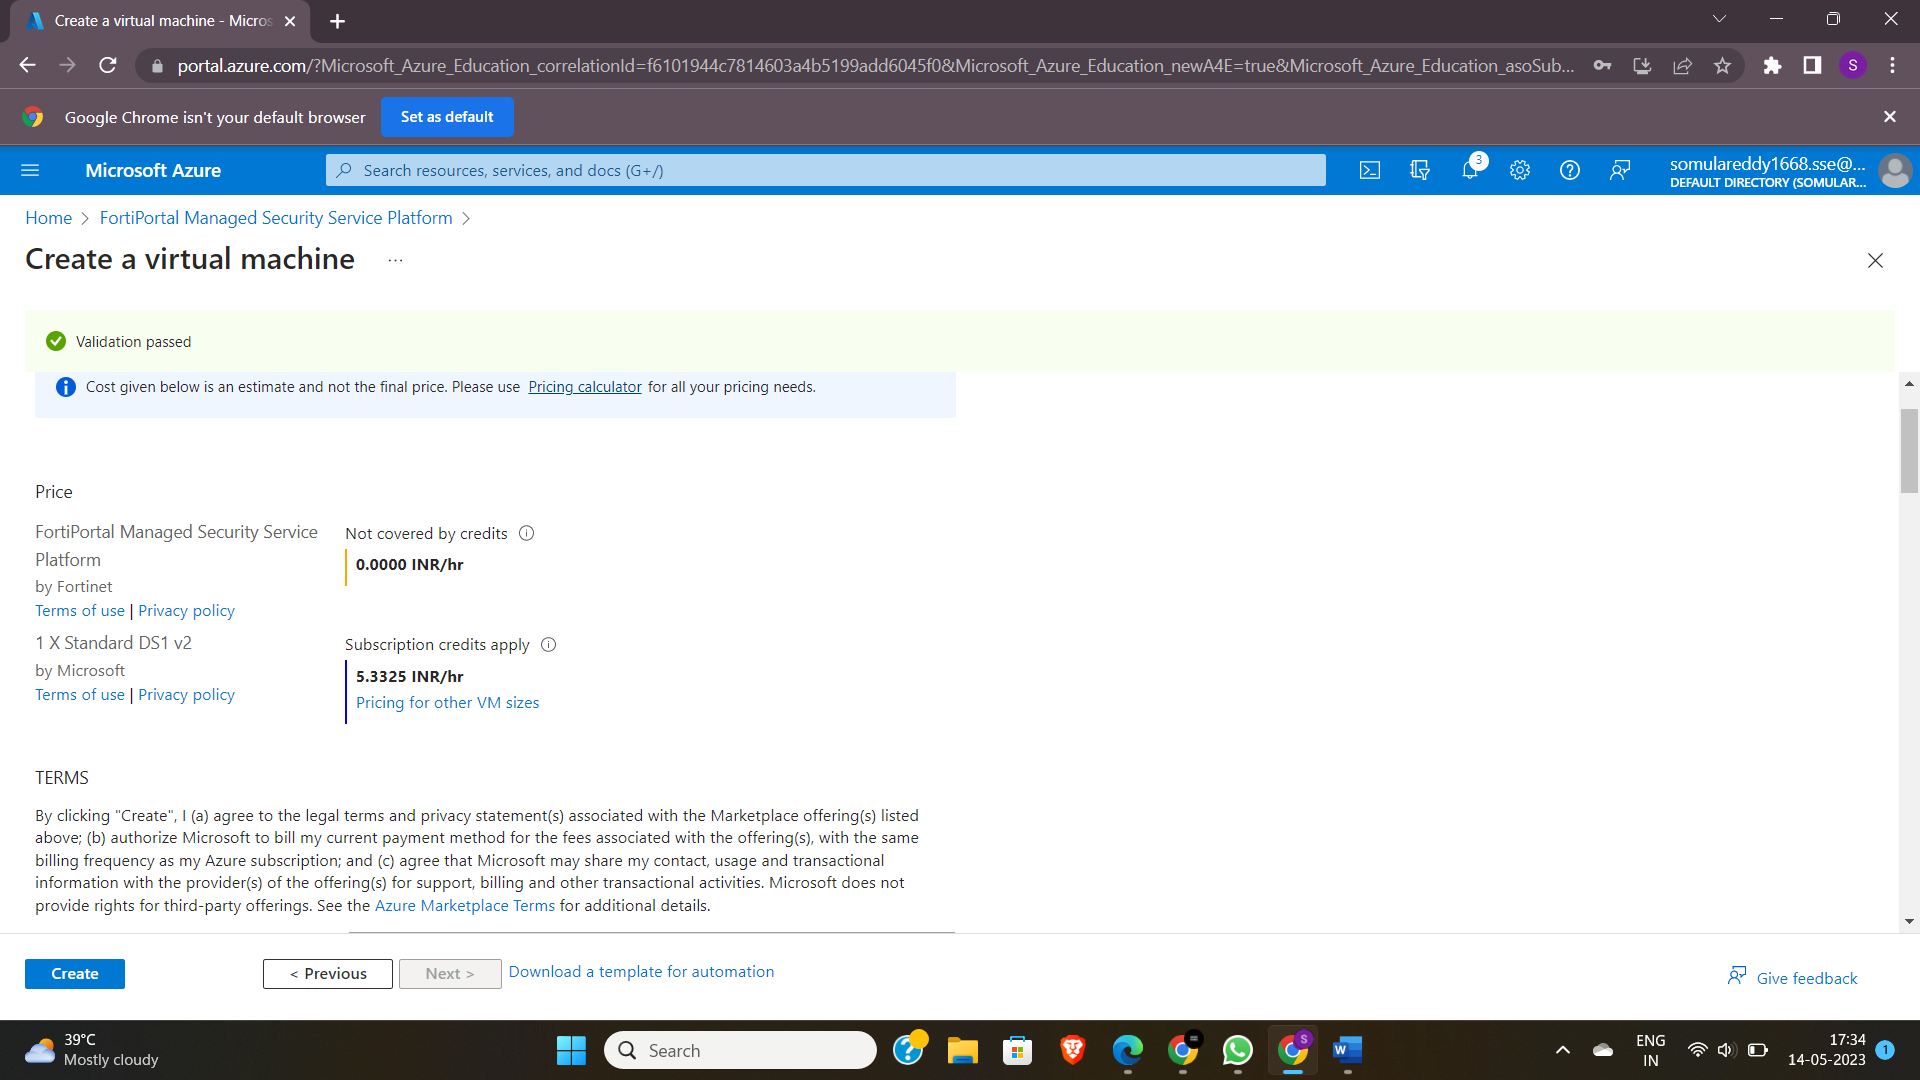 Create a virtual machine - Micros
portal.azure.com/?Microsoft_Azure_Education_correlationId=f6101944c7814603a4b5199add6045f0&Microsoft_Azure_Education_newA4E=true&Microsoft_Azure_Education_asoSub...
S
Google Chrome isn't your default browser
Set as default
Microsoft Azure
Search resources, services, and docs (G+/)
3
somulareddy1668.sse@...
DEFAULT DIRECTORY (SOMULAR...
Home > FortiPortal Managed Security Service Platform >
Create a virtual machine ...
Validation passed
Cost given below is an estimate and not the final price. Please use Pricing calculator for all your pricing needs.
Price
FortiPortal Managed Security Service
Platform
by Fortinet
Terms of use | Privacy policy
Not covered by credits
0.0000 INR/hr
1 X Standard DS1 v2
by Microsoft
Terms of use | Privacy policy
Subscription credits apply
5.3325 INR/hr
Pricing for other VM sizes
TERMS
By clicking "Create", I (a) agree to the legal terms and privacy statement(s) associated with the Marketplace offering(s) listed
above; (b) authorize Microsoft to bill my current payment method for the fees associated with the offering(s), with the same
billing frequency as my Azure subscription; and (c) agree that Microsoft may share my contact, usage and transactional
information with the provider(s) of the offering(s) for support, billing and other transactional activities. Microsoft does not
provide rights for third-party offerings. See the Azure Marketplace Terms for additional details.
Create
< Previous
Next >
Download a template for automation
Give feedback
39°C
Mostly cloudy
Search
S
W
ENG
IN
17:34
14-05-2023
1